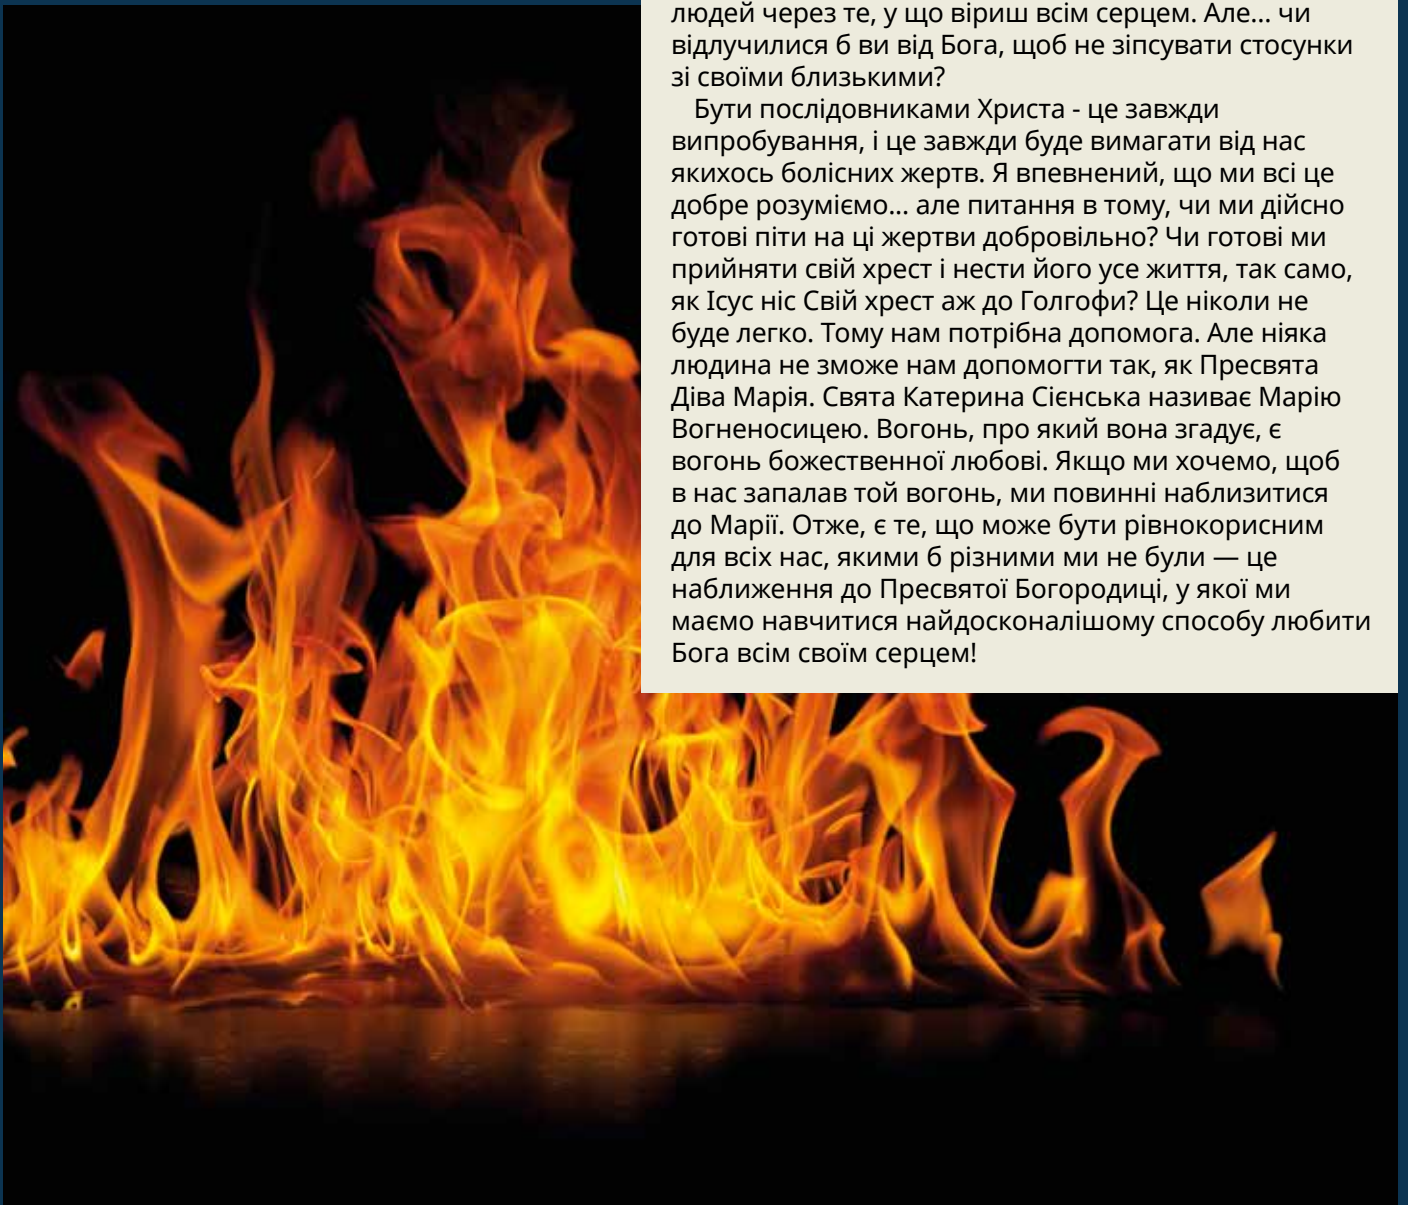 людей через те, у що віриш всім серцем. Але... чи
відлучилися б ви від Бога, щоб не зіпсувати стосунки
зі своїми близькими?
Бути послідовниками Христа - це завжди
випробування, і це завжди буде вимагати від нас
якихось болісних жертв. Я впевнений, що ми всі це
добре розуміємо... але питання в тому, чи ми дійсно
готові піти на ці жертви добровільно? Чи готові ми
прийняти свій хрест і нести його усе життя, так само,
як Ісус ніс Свій хрест аж до Голгофи? Це ніколи не
буде легко. Тому нам потрібна допомога. Але ніяка
людина не зможе нам допомогти так, як Пресвята
Діва Марія. Свята Катерина Сієнська називає Марію
Вогненосицею. Вогонь, про який вона згадує, є
вогонь божественної любові. Якщо ми хочемо, щоб
в нас запалав той вогонь, ми повинні наблизитися
до Марії. Отже, є те, що може бути рівнокорисним
для всіх нас, якими б різними ми не були — це
наближення до Пресвятої Богородиці, у якої ми
маємо навчитися найдосконалішому способу любити
Бога всім своїм серцем!